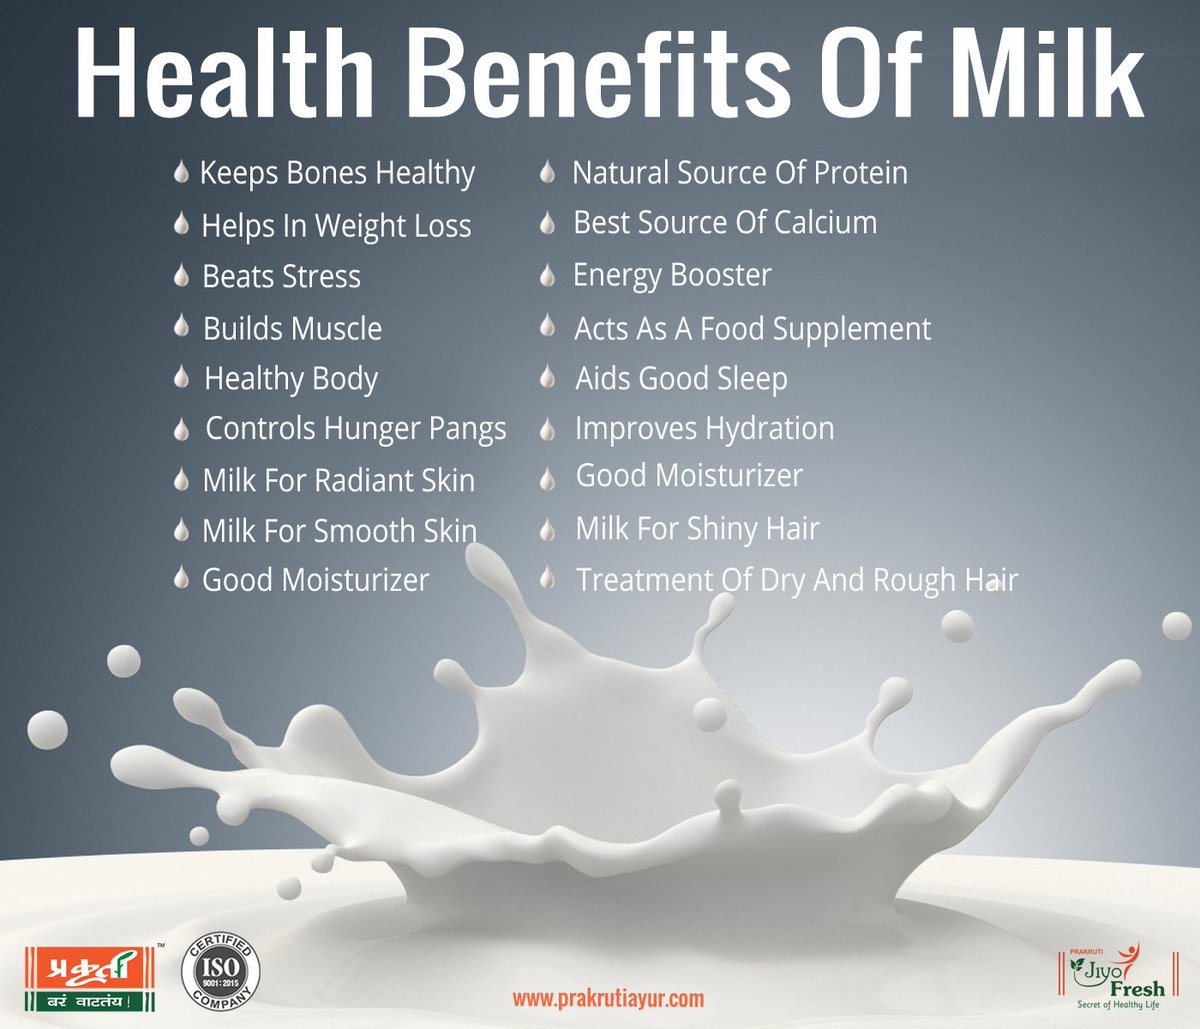 Health Benefits Of Milk
Keeps Bones Healthy
Helps In Weight Loss
Beats Stress
Builds Muscle
Healthy Body
Controls Hunger Pangs
Milk For Radiant Skin
Milk For Smooth Skin
Good Moisturizer
Natural Source Of Protein
Best Source Of Calcium
Energy Booster
Acts As A Food Supplement
Aids Good Sleep
Improves Hydration
Good Moisturizer
Milk For Shiny Hair
Treatment Of Dry And Rough Hair
प्रकृती
TM
बरं वाटतंय!
CERTIFIED
ISO
9001:2015
COMPANY
www.prakrutiayur.com
PRAKRUTI
Jiyo
Fresh
Secret of Healthy Life